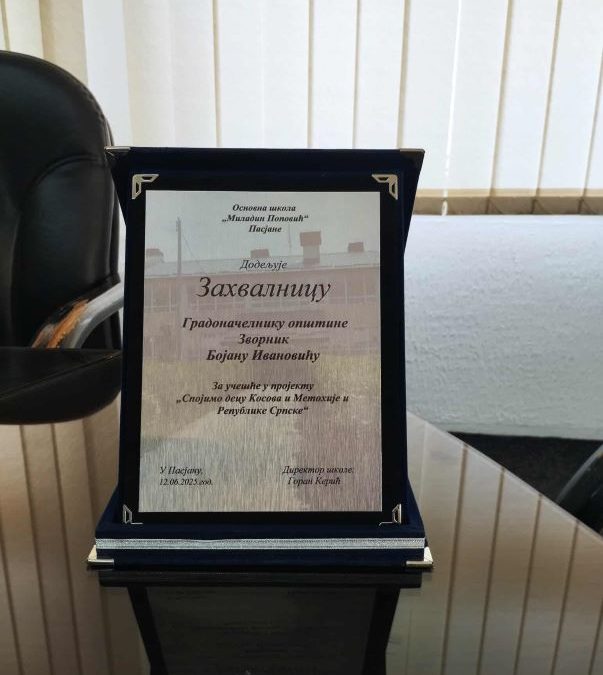 Основна школа
„Миладин Поповић“
Пасјане
Додељује
Захвалницу
Градоначелнику општине
Зворник
Бојану Ивановићу
За учешће у пројекту
„Спојимо децу Косова и Метохије и
Републике Српске“
У Пасјану,
12.06.2025.год.
Директор школе:
Горан Керић